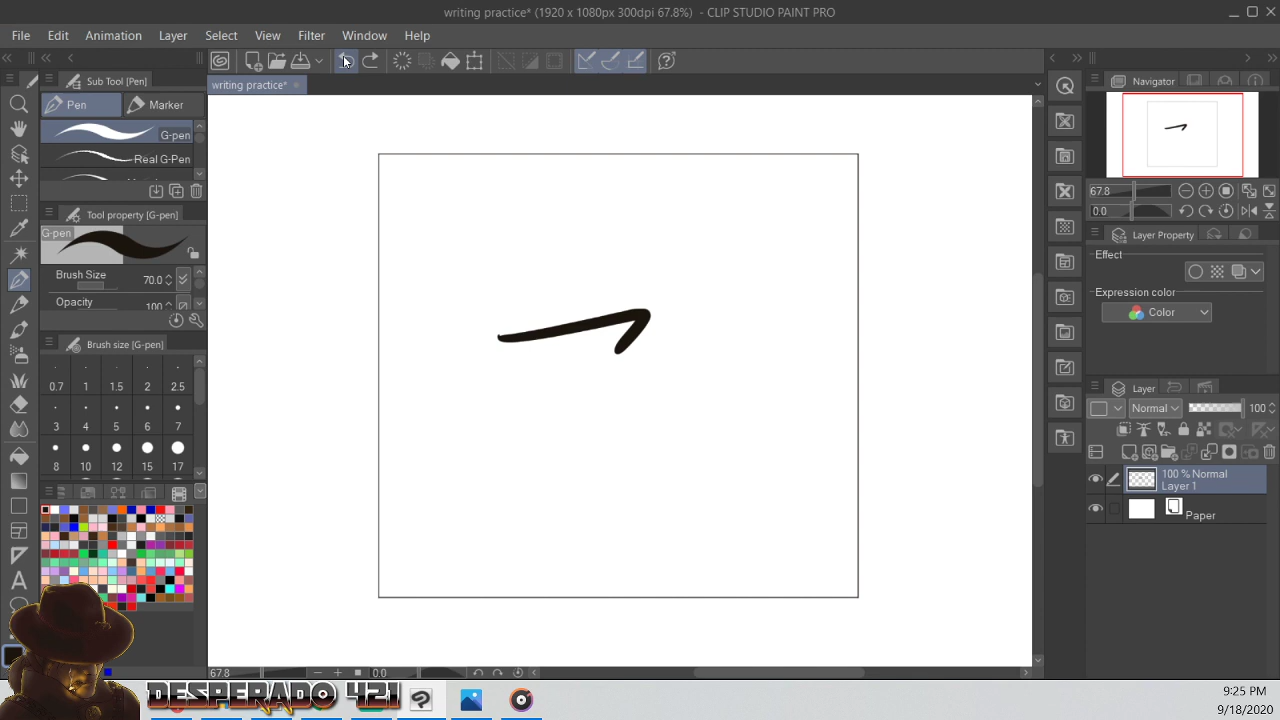 writing practice* (1920 x 1080px 300dpi 67.8%) - CLIP STUDIO PAINT PRO
File Edit Animation Layer Select View Filter Window Help
writing practice*
Sub Tool [Pen]
Pen Marker
G-pen
Real G-Pen
Tool property [G-pen]
G-pen
Brush Size 70.0
Opacity 100
Brush size [G-pen]
0.7 1 1.5 2 2.5
3 4 5 6 7
8 10 12 15 17
67.8 0.0
Navigator
67.8
0.0
Layer Property
Effect
Expression color
Color
Layer
Normal 100
100 % Normal
Layer 1
Paper
DESPERADO 421
9:25 PM
9/18/2020